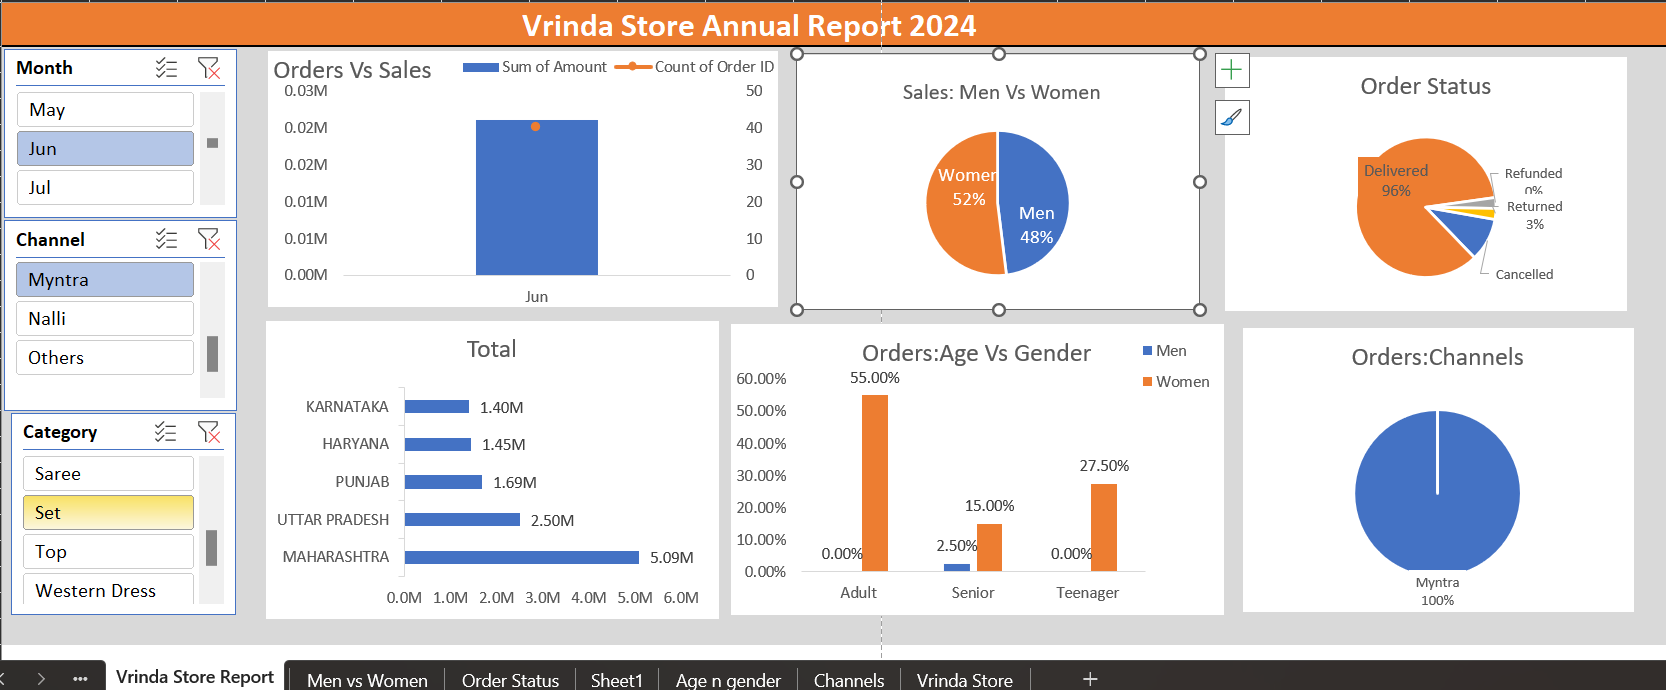 Vrinda Store Annual Report 2024
Month
May
Jun
Jul
Channel
Myntra
Nalli
Others
Category
Saree
Set
Top
Western Dress
Orders Vs Sales
Sum of Amount
Count of Order ID
0.03M
0.02M
0.02M
0.01M
0.01M
0.00M
50
40
30
20
10
0
Jun
Sales: Men Vs Women
Women
52%
Men
48%
Order Status
Delivered
96%
Refunded
0%
Returned
3%
Cancelled
Total
KARNATAKA 1.40M
HARYANA 1.45M
PUNJAB 1.69M
UTTAR PRADESH 2.50M
MAHARASHTRA 5.09M
0.0M 1.0M 2.0M 3.0M 4.0M 5.0M 6.0M
Orders:Age Vs Gender
Men
Women
60.00%
50.00%
40.00%
30.00%
20.00%
10.00%
0.00%
55.00%
0.00%
2.50%
15.00%
0.00%
27.50%
Adult Senior Teenager
Orders:Channels
Myntra
100%
Vrinda Store Report Men vs Women Order Status Sheet1 Age n gender Channels Vrinda Store